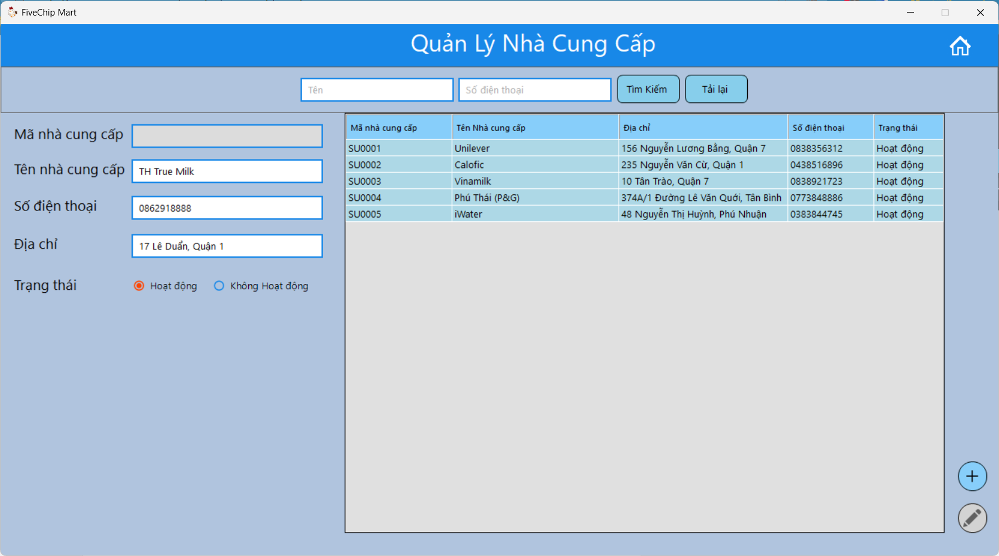 FiveChip Mart
Quản Lý Nhà Cung Cấp
Tên
Số điện thoại
Tìm Kiếm
Tải lại
Mã nhà cung cấp
Tên nhà cung cấp
TH True Milk
Số điện thoại
0862918888
Địa chỉ
17 Lê Duẩn, Quận 1
Trạng thái
Hoạt động
Không Hoạt động
Mã nhà cung cấp Tên Nhà cung cấp Địa chỉ Số điện thoại Trạng thái
SU0001 Unilever 156 Nguyễn Lương Bằng, Quận 7 0838356312 Hoạt động
SU0002 Calofic 235 Nguyễn Văn Cừ, Quận 1 0438516896 Hoạt động
SU0003 Vinamilk 10 Tân Trào, Quận 7 0838921723 Hoạt động
SU0004 Phú Thái (P&G) 374A/1 Đường Lê Văn Quới, Tân Bình 0773848886 Hoạt động
SU0005 iWater 48 Nguyễn Thị Huỳnh, Phú Nhuận 0383844745 Hoạt động